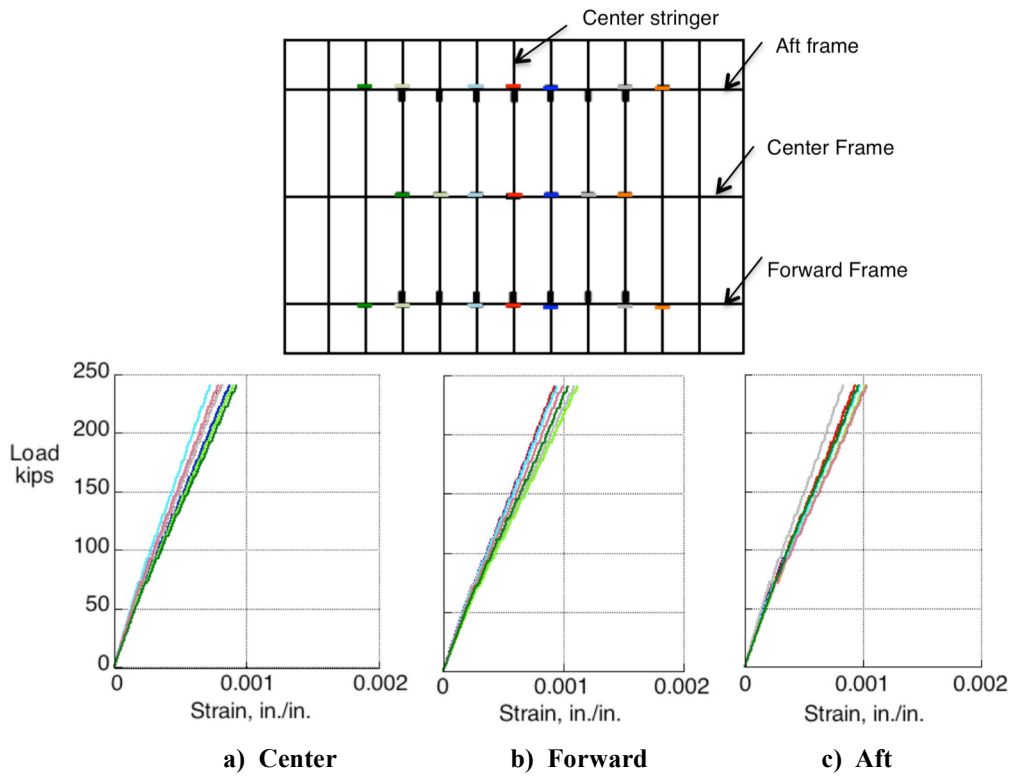 Center stringer
Aft frame
Center Frame
Forward Frame
250
200
150
100
50
0
Load
kips
0
0.001
0.002
Strain, in./in.
0
0.001
0.002
Strain, in./in.
0
0.001
0.002
Strain, in./in.
a) Center
b) Forward
c) Aft